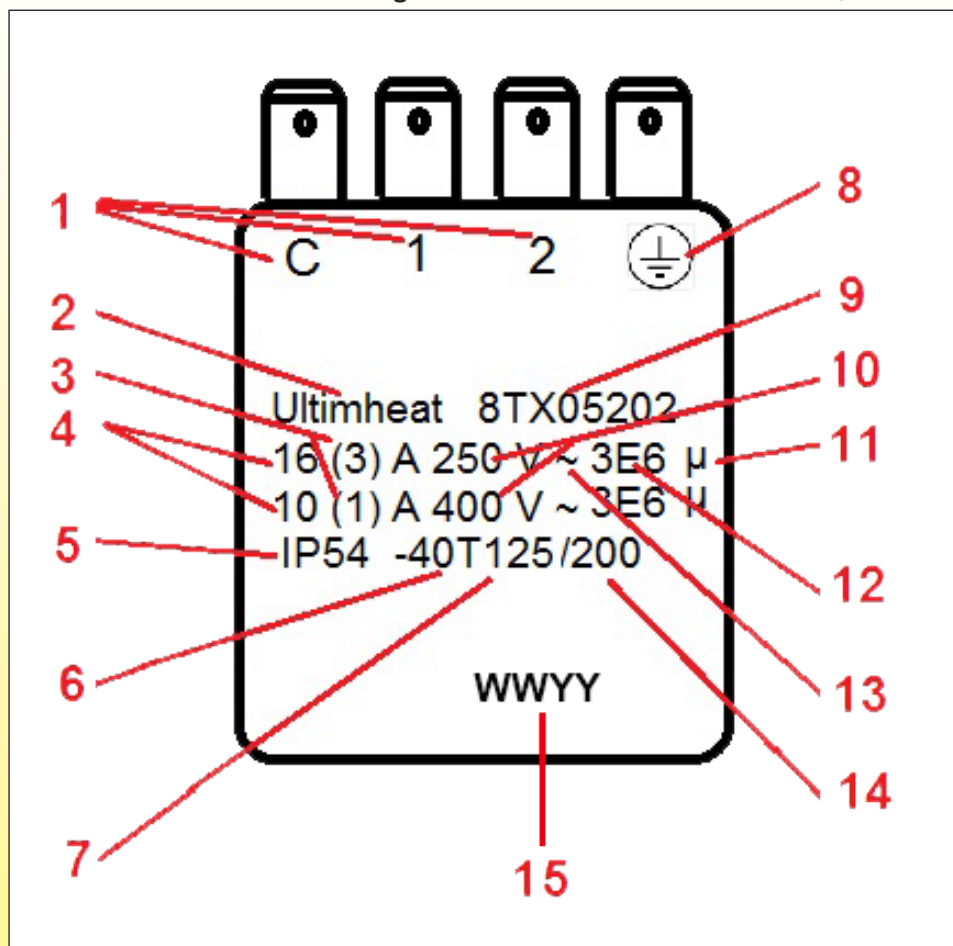 1 C 1 2 8
2 9
3 Ultimheat 8TX05202 10
4 16 (3) A 250 V ~ 3E6 µ 11
10 (1) A 400 V ~ 3E6 µ
5 IP54 -40T125/200 12
6 WWYY 13
14
7 15